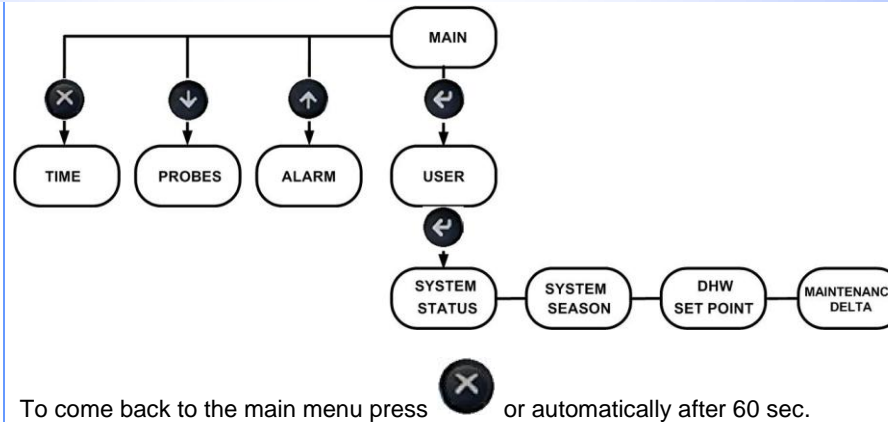 MAIN
TIME
PROBES
ALARM
USER
SYSTEM
STATUS
SYSTEM
SEASON
DHW
SET POINT
MAINTENANC
DELTA
To come back to the main menu press or automatically after 60 sec.